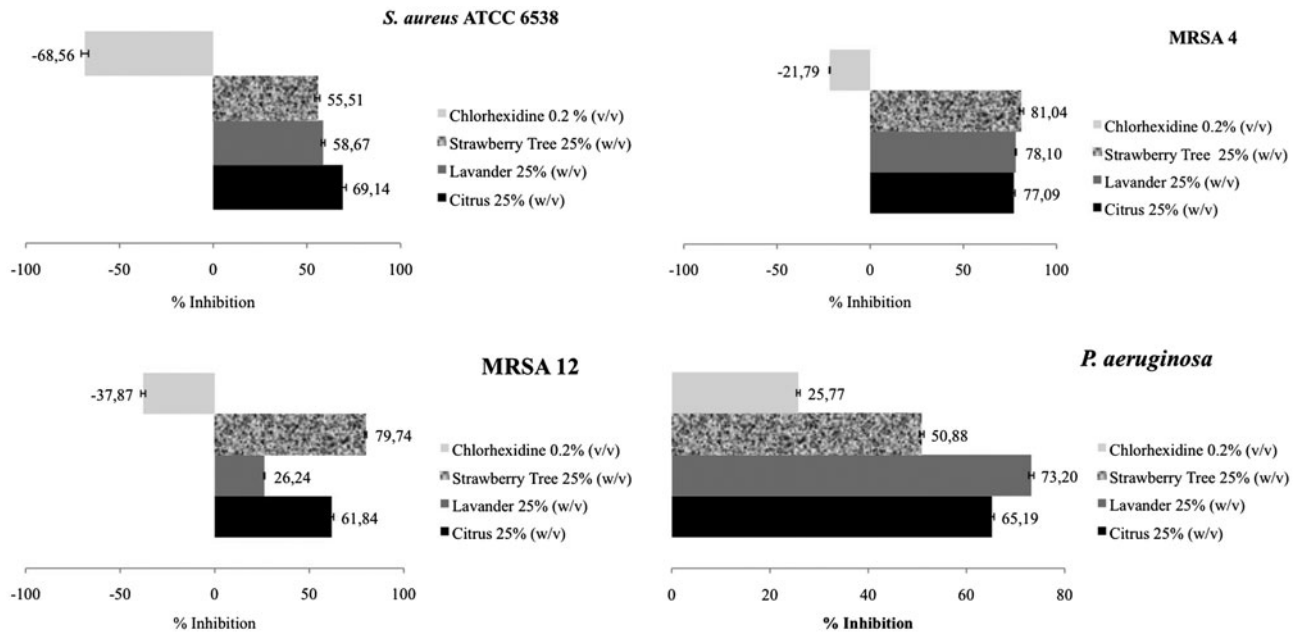 S. aureus ATCC 6538
-68,56
55,51
58,67
69,14
Chlorhexidine 0.2 % (v/v)
Strawberry Tree 25% (w/v)
Lavander 25% (w/v)
Citrus 25% (w/v)
-100 -50 0 50 100
% Inhibition
MRSA 4
-21,79
81,04
78,10
77,09
Chlorhexidine 0.2% (v/v)
Strawberry Tree 25% (w/v)
Lavander 25% (w/v)
Citrus 25% (w/v)
-100 -50 0 50 100
% Inhibition
MRSA 12
-37,87
79,74
26,24
61,84
Chlorhexidine 0.2% (v/v)
Strawberry Tree 25% (w/v)
Lavander 25% (w/v)
Citrus 25% (w/v)
-100 -50 0 50 100
% Inhibition
P. aeruginosa
25,77
50,88
73,20
65,19
Chlorhexidine 0.2% (v/v)
Strawberry Tree 25% (w/v)
Lavander 25% (w/v)
Citrus 25% (w/v)
0 20 40 60 80
% Inhibition